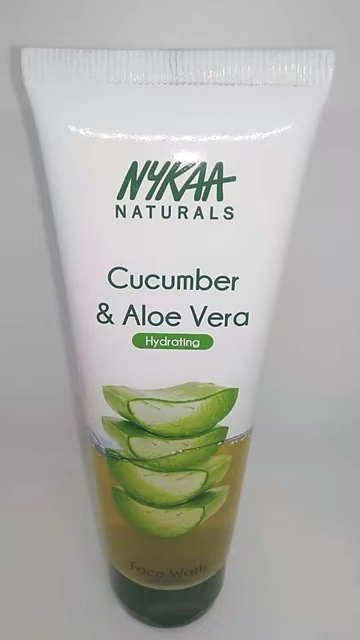 NYKAA
NATURALS
Cucumber
& Aloe Vera
Hydrating
Face Wash